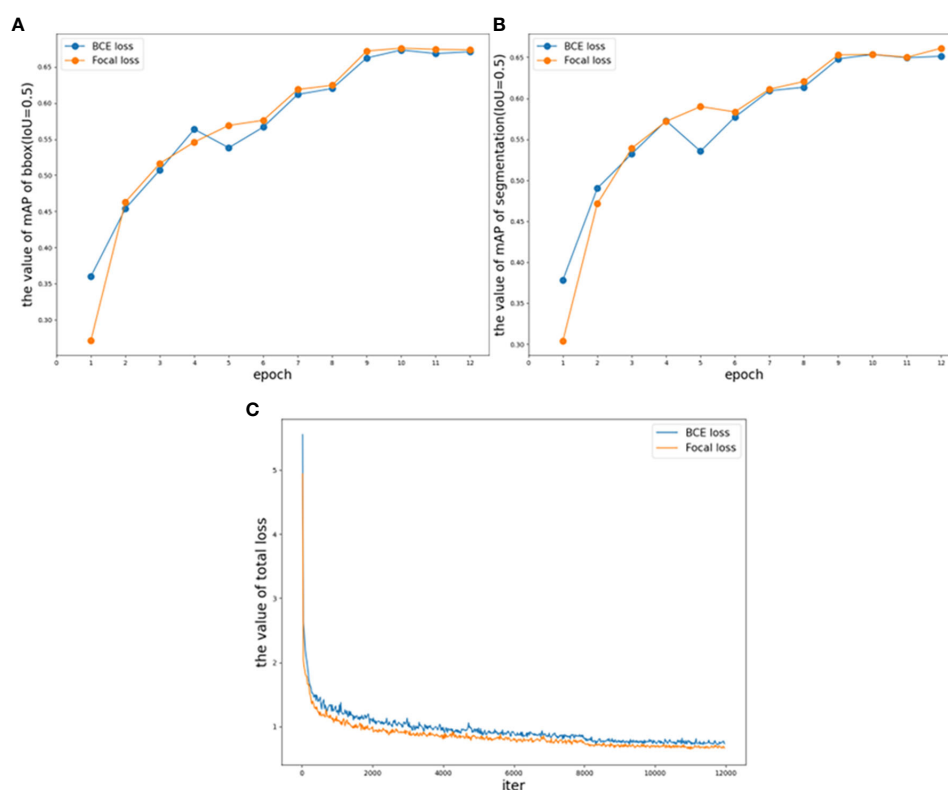 A
BCE loss
Focal loss
the value of mAP of bbox(IoU=0.5)
0.65
0.60
0.55
0.50
0.45
0.40
0.35
0.30
0 1 2 3 4 5 6 7 8 9 10 11 12
epoch
B
BCE loss
Focal loss
the value of mAP of segmentation(IoU=0.5)
0.65
0.60
0.55
0.50
0.45
0.40
0.35
0.30
0 1 2 3 4 5 6 7 8 9 10 11 12
epoch
C
BCE loss
Focal loss
the value of total loss
5
4
3
2
1
0 2000 4000 6000 8000 10000 12000
iter